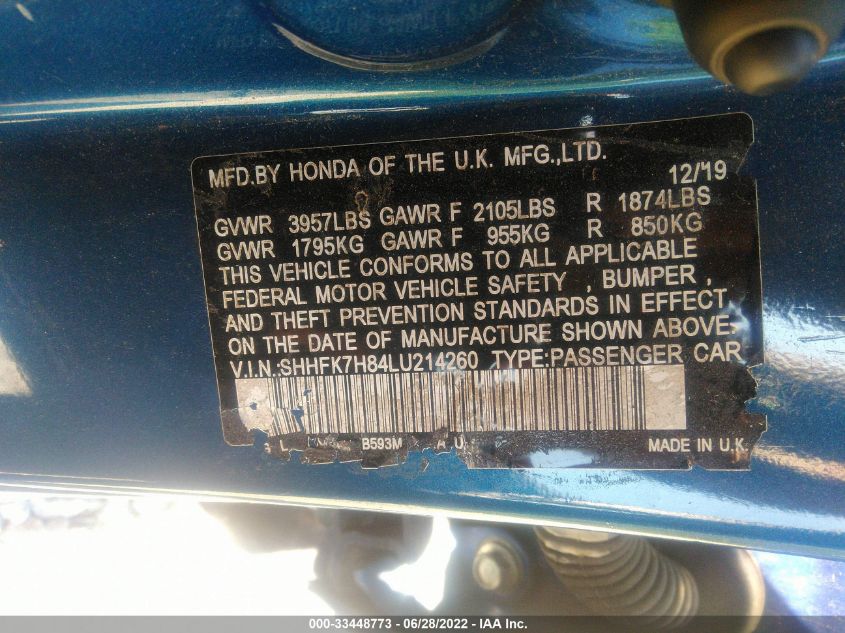 MFD.BY HONDA OF THE U.K. MFG.,LTD.
12/'19
GVWR 3957LBS GAWR F 2105LBS R 1874LBS
GVWR 1795KG GAWR F 955KG R 850KG
THIS VEHICLE CONFORMS TO ALL APPLICABLE
FEDERAL MOTOR VEHICLE SAFETY , BUMPER ,
AND THEFT PREVENTION STANDARDS IN EFFECT
ON THE DATE OF MANUFACTURE SHOWN ABOVE.
V.I.N.:SHHFK7H84LU214260 TYPE:PASSENGER CAR
B593M MADE IN U.K.
000-33448773 - 06/28/2022 - IAA Inc.